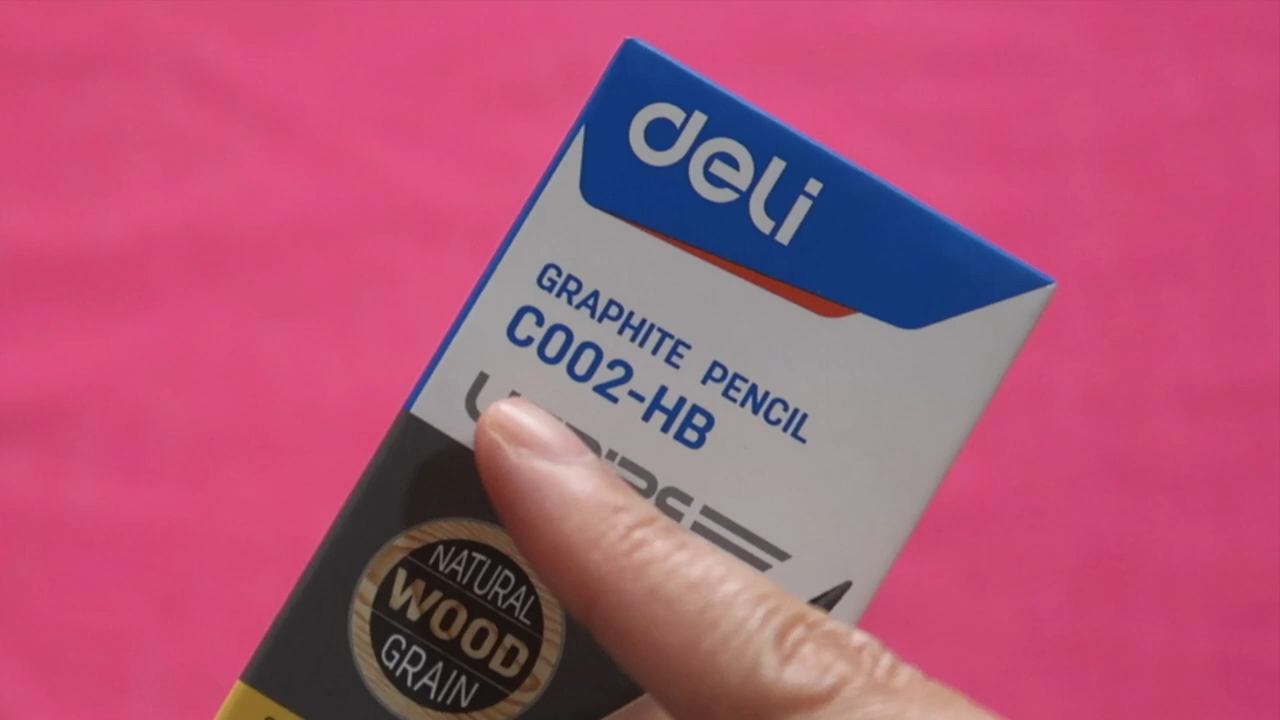 deli
GRAPHITE PENCIL
C002-HB
NATURAL
WOOD
GRAIN